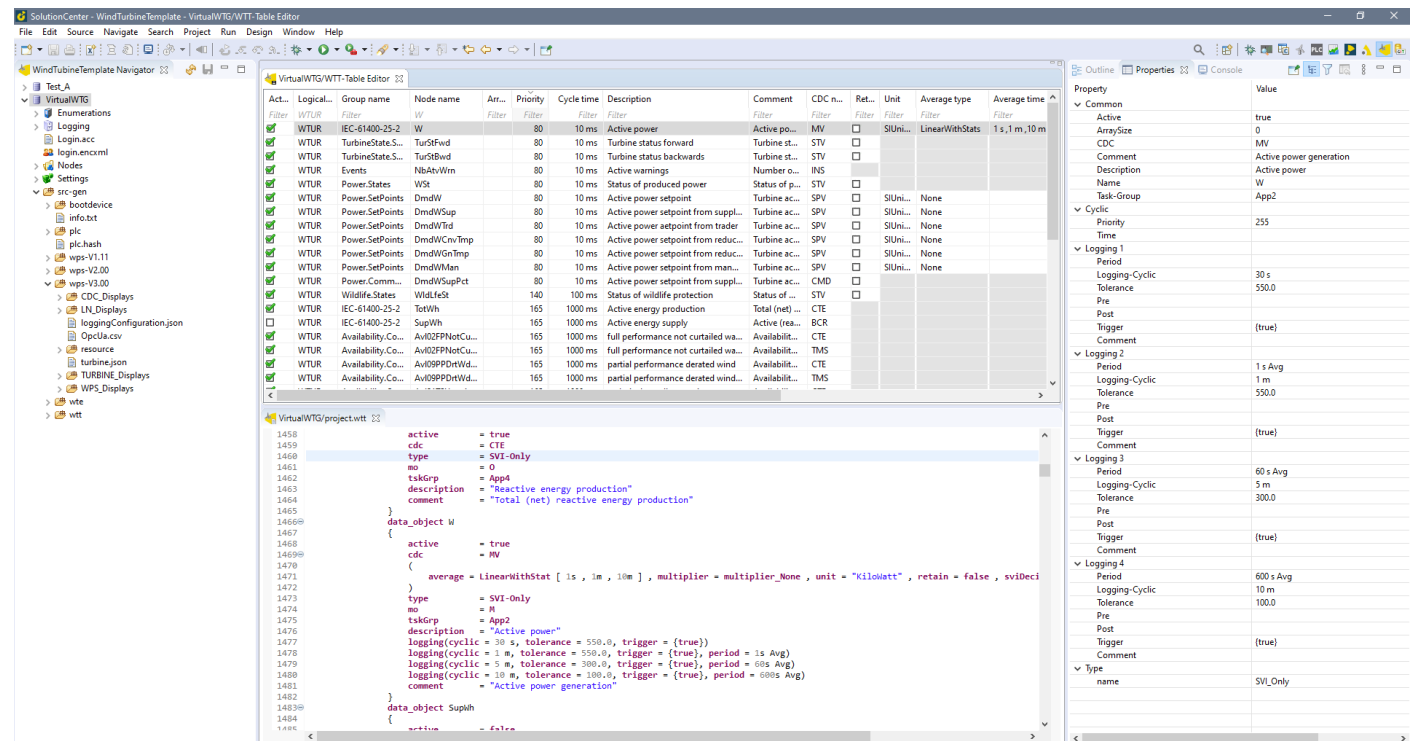 SolutionCenter - WindTurbineTemplate - VirtualWTG/WTT-Table Editor
File Edit Source Navigate Search Project Run Design Window Help
WindTubineTemplate Navigator
Test_A
VirtualWTG
Enumerations
Logging
Login.acc
login.encxml
Nodes
Settings
src-gen
bootdevice
info.txt
plc
plc.hash
wps-V1.11
wps-V2.00
wps-V3.00
CDC_Displays
LN_Displays
loggingConfiguration.json
OpcUa.csv
resource
turbine.json
TURBINE_Displays
WPS_Displays
wte
wtt
VirtualWTG/WTT-Table Editor
Act... Logical... Group name Node name Arr... Priority Cycle time Description Comment CDC n... Ret... Unit Average type Average time
Filter WTUR Filter W Filter Filter Filter Filter Filter Filter Filter Filter Filter Filter
WTUR IEC-61400-25-2 W 80 10 ms Active power Active po... MV SIUni... LinearWithStats 1 s ,1 m ,10 m
WTUR TurbineState.S... TurStFwd 80 10 ms Turbine status forward Turbine st... STV
WTUR TurbineState.S... TurStBwd 80 10 ms Turbine status backwards Turbine st... STV
WTUR Events NbAtvWrn 80 10 ms Active warnings Number o... INS
WTUR Power.States WSt 80 10 ms Status of produced power Status of p... STV
WTUR Power.SetPoints DmdW 80 10 ms Active power setpoint Turbine ac... SPV SIUni... None
WTUR Power.SetPoints DmdWSup 80 10 ms Active power setpoint from suppl... Turbine ac... SPV SIUni... None
WTUR Power.SetPoints DmdWTrd 80 10 ms Active power aetpoint from trader Turbine ac... SPV SIUni... None
WTUR Power.SetPoints DmdWCnvTmp 80 10 ms Active power setpoint from reduc... Turbine ac... SPV SIUni... None
WTUR Power.SetPoints DmdWGnTmp 80 10 ms Active power setpoint from reduc... Turbine ac... SPV SIUni... None
WTUR Power.SetPoints DmdWMan 80 10 ms Active power setpoint from man... Turbine ac... SPV SIUni... None
WTUR Power.Comm... DmdWSupPct 80 10 ms Active power setpoint from suppl... Turbine ac... CMD
WTUR Wildlife.States WldLfeSt 140 100 ms Status of wildlife protection Status of ... STV
WTUR IEC-61400-25-2 TotWh 165 1000 ms Active energy production Total (net) ... CTE
WTUR IEC-61400-25-2 SupWh 165 1000 ms Active energy supply Active (rea... BCR
WTUR Availability.Co... Avl02FPNotCu... 165 1000 ms full performance not curtailed wa... Availabilit... CTE
WTUR Availability.Co... Avl02FPNotCu... 165 1000 ms full performance not curtailed wa... Availabilit... TMS
WTUR Availability.Co... Avl09PPDrtWd... 165 1000 ms partial performance derated wind Availabilit... CTE
WTUR Availability.Co... Avl09PPDrtWd... 165 1000 ms partial performance derated wind... Availabilit... TMS
VirtualWTG/project.wtt
1458 active = true
1459 cdc = CTE
1460 type = SVI-Only
1461 mo = O
1462 tskGrp = App4
1463 description = "Reactive energy production"
1464 comment = "Total (net) reactive energy production"
1465 }
1466 data_object W
1467 {
1468 active = true
1469 cdc = MV
1470 (
1471 average = LinearWithStat [ 1s , 1m , 10m ] , multiplier = multiplier_None , unit = "KiloWatt" , retain = false , sviDeci
1472 )
1473 type = SVI-Only
1474 mo = M
1475 tskGrp = App2
1476 description = "Active power"
1477 logging(cyclic = 30 s, tolerance = 550.0, trigger = {true})
1478 logging(cyclic = 1 m, tolerance = 550.0, trigger = {true}, period = 1s Avg)
1479 logging(cyclic = 5 m, tolerance = 300.0, trigger = {true}, period = 60s Avg)
1480 logging(cyclic = 10 m, tolerance = 100.0, trigger = {true}, period = 600s Avg)
1481 comment = "Active power generation"
1482 }
1483 data_object SupWh
1484 {
1485 active = false
Outline Properties Console
PLC
Property Value
Common
Active true
ArraySize 0
CDC MV
Comment Active power generation
Description Active power
Name W
Task-Group App2
Cyclic
Priority 255
Time
Logging 1
Period
Logging-Cyclic 30 s
Tolerance 550.0
Pre
Post
Trigger {true}
Comment
Logging 2
Period 1 s Avg
Logging-Cyclic 1 m
Tolerance 550.0
Pre
Post
Trigger {true}
Comment
Logging 3
Period 60 s Avg
Logging-Cyclic 5 m
Tolerance 300.0
Pre
Post
Trigger {true}
Comment
Logging 4
Period 600 s Avg
Logging-Cyclic 10 m
Tolerance 100.0
Pre
Post
Trigger {true}
Comment
Type
name SVI_Only